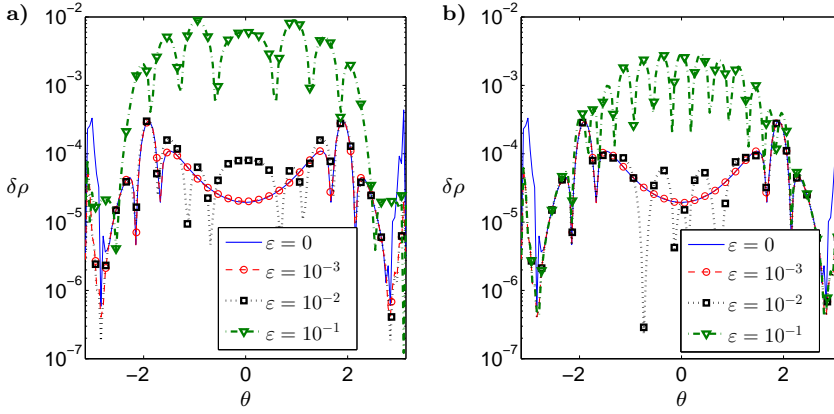 a)
10⁻²
10⁻³
10⁻⁴
δρ
10⁻⁵
10⁻⁶
10⁻⁷
−2
0
2
θ
ε = 0
ε = 10⁻³
ε = 10⁻²
ε = 10⁻¹
b)
10⁻²
10⁻³
10⁻⁴
δρ
10⁻⁵
10⁻⁶
10⁻⁷
−2
0
2
θ
ε = 0
ε = 10⁻³
ε = 10⁻²
ε = 10⁻¹